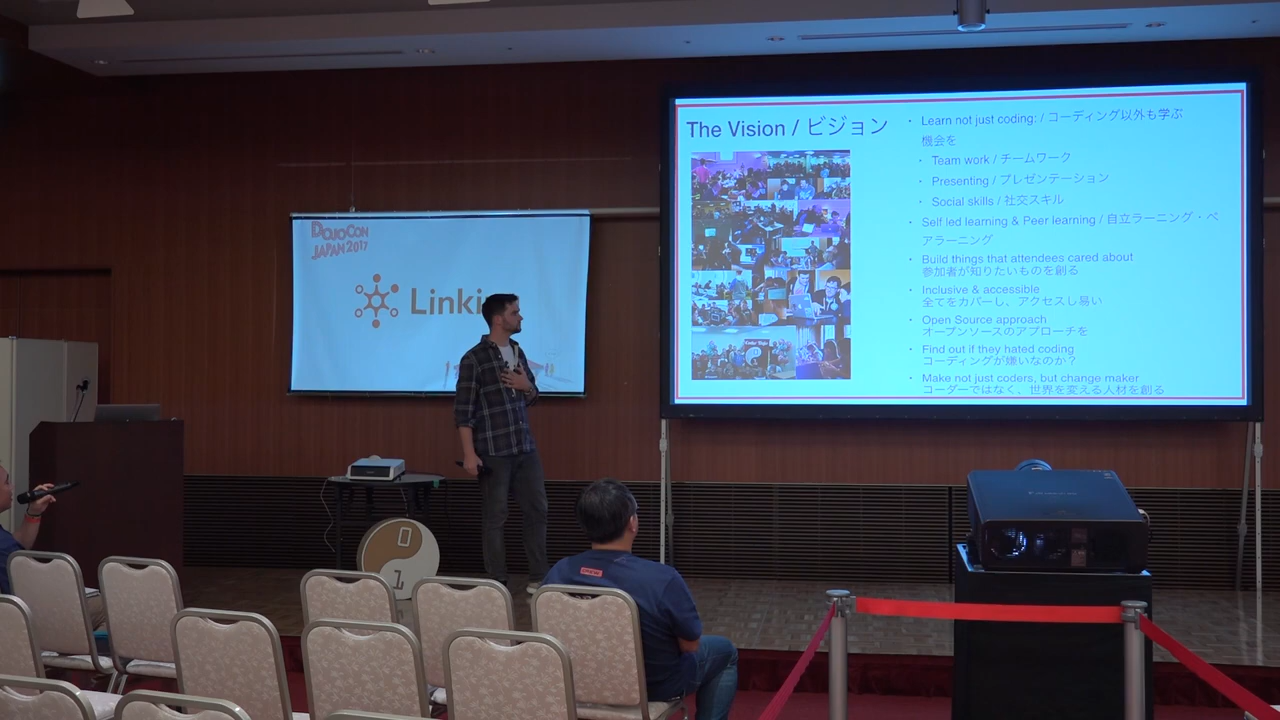 DOJOCON
JAPAN 2017
Linki
0
1
The Vision / ビジョン
・ Learn not just coding: / コーディング以外も学ぶ
機会を
・ Team work / チームワーク
・ Presenting / プレゼンテーション
・ Social skills / 社交スキル
・ Self led learning & Peer learning / 自立ラーニング・ペ
アラーニング
・ Build things that attendees cared about
参加者が知りたいものを創る
・ Inclusive & accessible
全てをカバーし、アクセスし易い
・ Open Source approach
オープンソースのアプローチを
・ Find out if they hated coding
コーディングが嫌いなのか？
・ Make not just coders, but change maker
コーダーではなく、世界を変える人材を創る